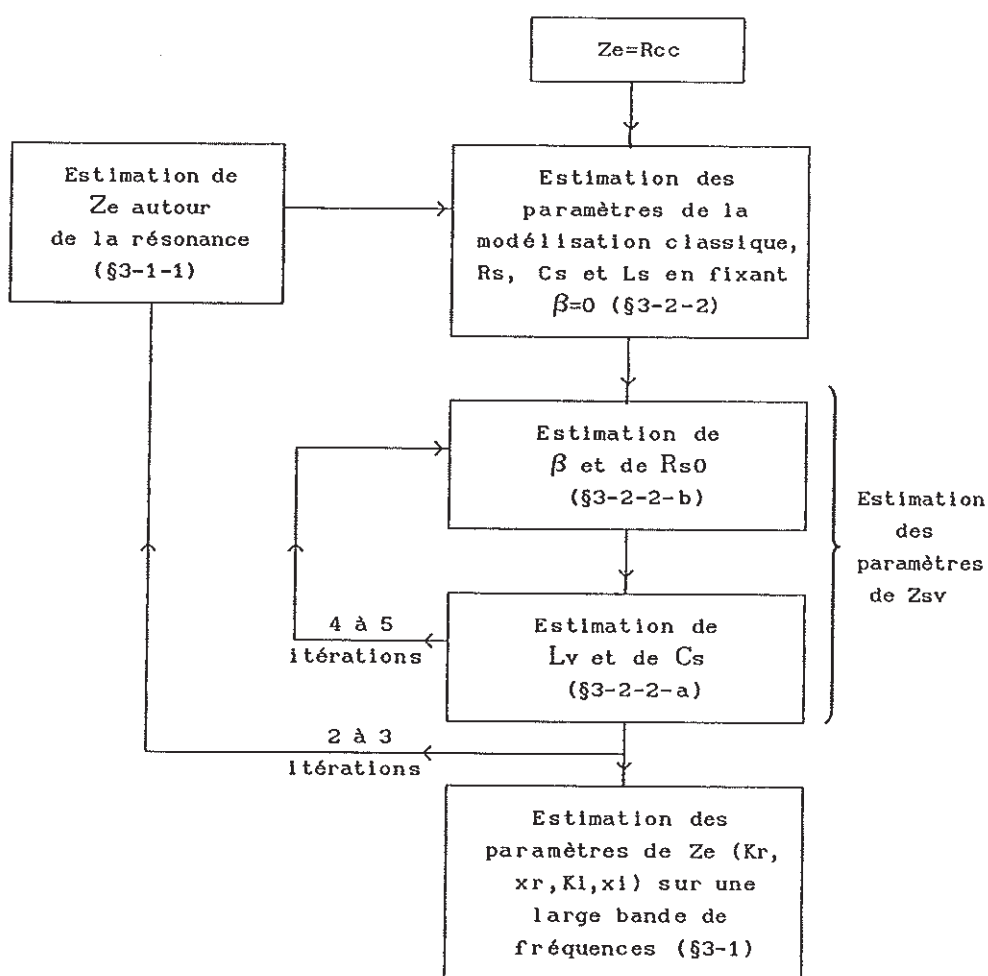 Ze=Rcc
Estimation de
Ze autour
de la résonance
(§3-1-1)
Estimation des
paramètres de la
modélisation classique,
Rs, Cs et Ls en fixant
β=0 (§3-2-2)
Estimation de
β et de Rs0
(§3-2-2-b)
Estimation
des
paramètres
de Zsv
4 à 5
itérations
Estimation de
Lv et de Cs
(§3-2-2-a)
2 à 3
itérations
Estimation des
paramètres de Ze (Kr,
xr,Ki,xi) sur une
large bande de
fréquences (§3-1)